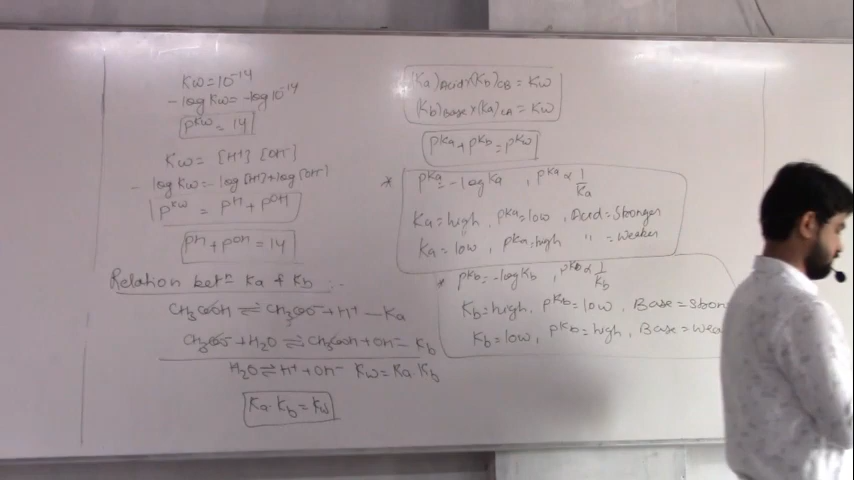 Kw = 10⁻¹⁴
-log Kw = -log 10⁻¹⁴
pKw = 14
Kw = [H⁺] [OH⁻]
- log Kw = - log [H⁺] + log [OH⁻]
pKw = pH + pOH
pH + pOH = 14
Relation betⁿ Ka & Kb :-
CH₃COOH ⇌ CH₃COO⁻ + H⁺ — Ka
CH₃COO⁻ + H₂O ⇌ CH₃COOH + OH⁻ — Kb
H₂O ⇌ H⁺ + OH⁻ Kw = Ka·Kb
Ka·Kb = Kw
(Ka)Acid × (Kb)CB = Kw
(Kb)Base × (Ka)CA = Kw
pKa + pKb = pKw
* pKa = -log Ka , pKa ∝ 1/Ka
Ka = high, pKa = low, Acid = Stronger
Ka = low, pKa = high " = weaker
* pKb = -log Kb , pKb ∝ 1/Kb
Kb = high, pKb = low, Base = Stron
Kb = low, pKb = high, Base = wea